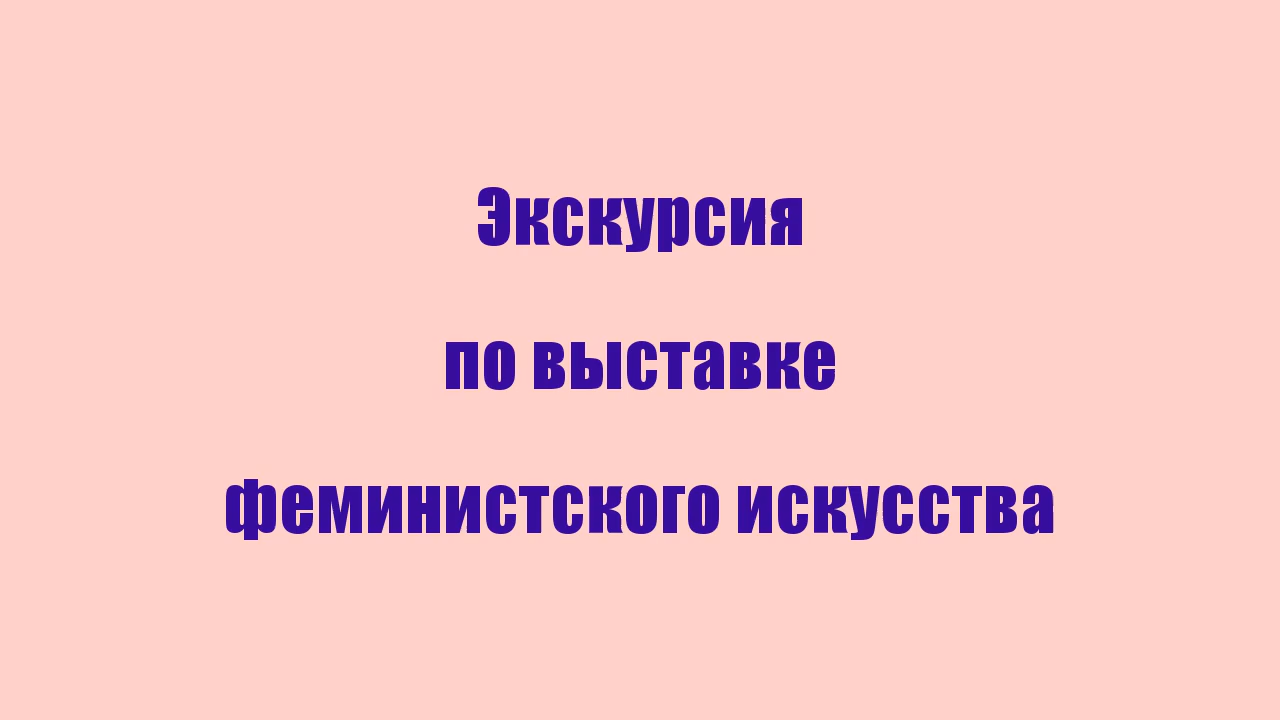 Экскурсия
по выставке
феминистского искусства